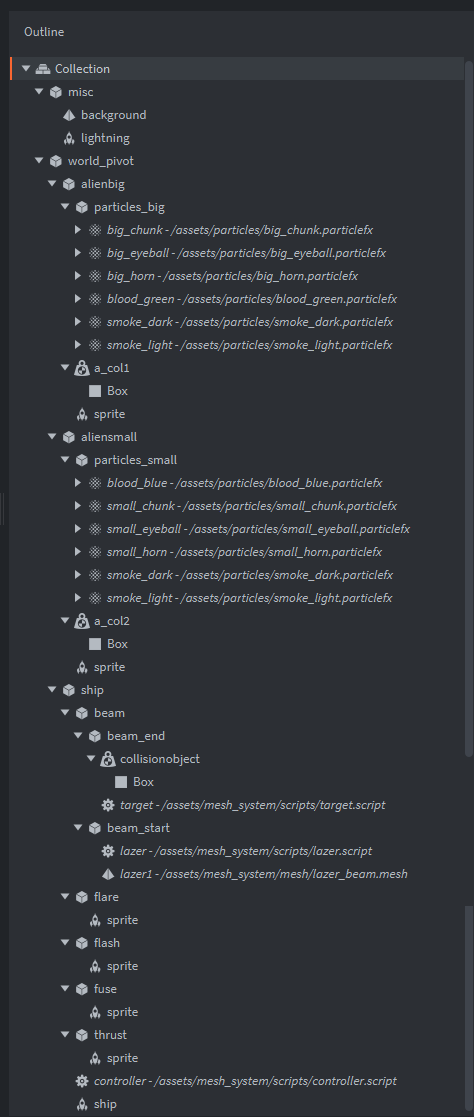 Outline
Collection
misc
background
lightning
world_pivot
alienbig
particles_big
big_chunk - /assets/particles/big_chunk.particlefx
big_eyeball - /assets/particles/big_eyeball.particlefx
big_horn - /assets/particles/big_horn.particlefx
blood_green - /assets/particles/blood_green.particlefx
smoke_dark - /assets/particles/smoke_dark.particlefx
smoke_light - /assets/particles/smoke_light.particlefx
a_col1
Box
sprite
aliensmall
particles_small
blood_blue - /assets/particles/blood_blue.particlefx
small_chunk - /assets/particles/small_chunk.particlefx
small_eyeball - /assets/particles/small_eyeball.particlefx
small_horn - /assets/particles/small_horn.particlefx
smoke_dark - /assets/particles/smoke_dark.particlefx
smoke_light - /assets/particles/smoke_light.particlefx
a_col2
Box
sprite
ship
beam
beam_end
collisionobject
Box
target - /assets/mesh_system/scripts/target.script
beam_start
lazer - /assets/mesh_system/scripts/lazer.script
lazer1 - /assets/mesh_system/mesh/lazer_beam.mesh
flare
sprite
flash
sprite
fuse
sprite
thrust
sprite
controller - /assets/mesh_system/scripts/controller.script
ship